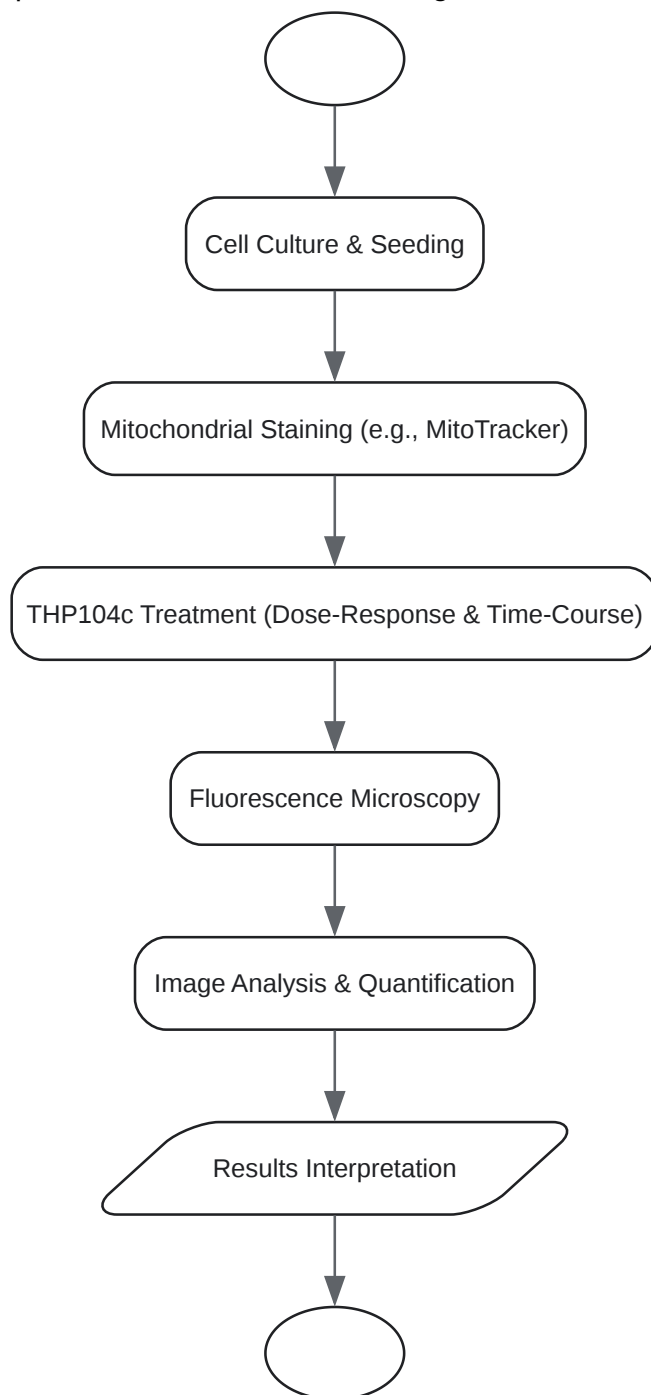 Cell Culture & Seeding
Mitochondrial Staining (e.g., MitoTracker)
THP104c Treatment (Dose-Response & Time-Course)
Fluorescence Microscopy
Image Analysis & Quantification
Results Interpretation